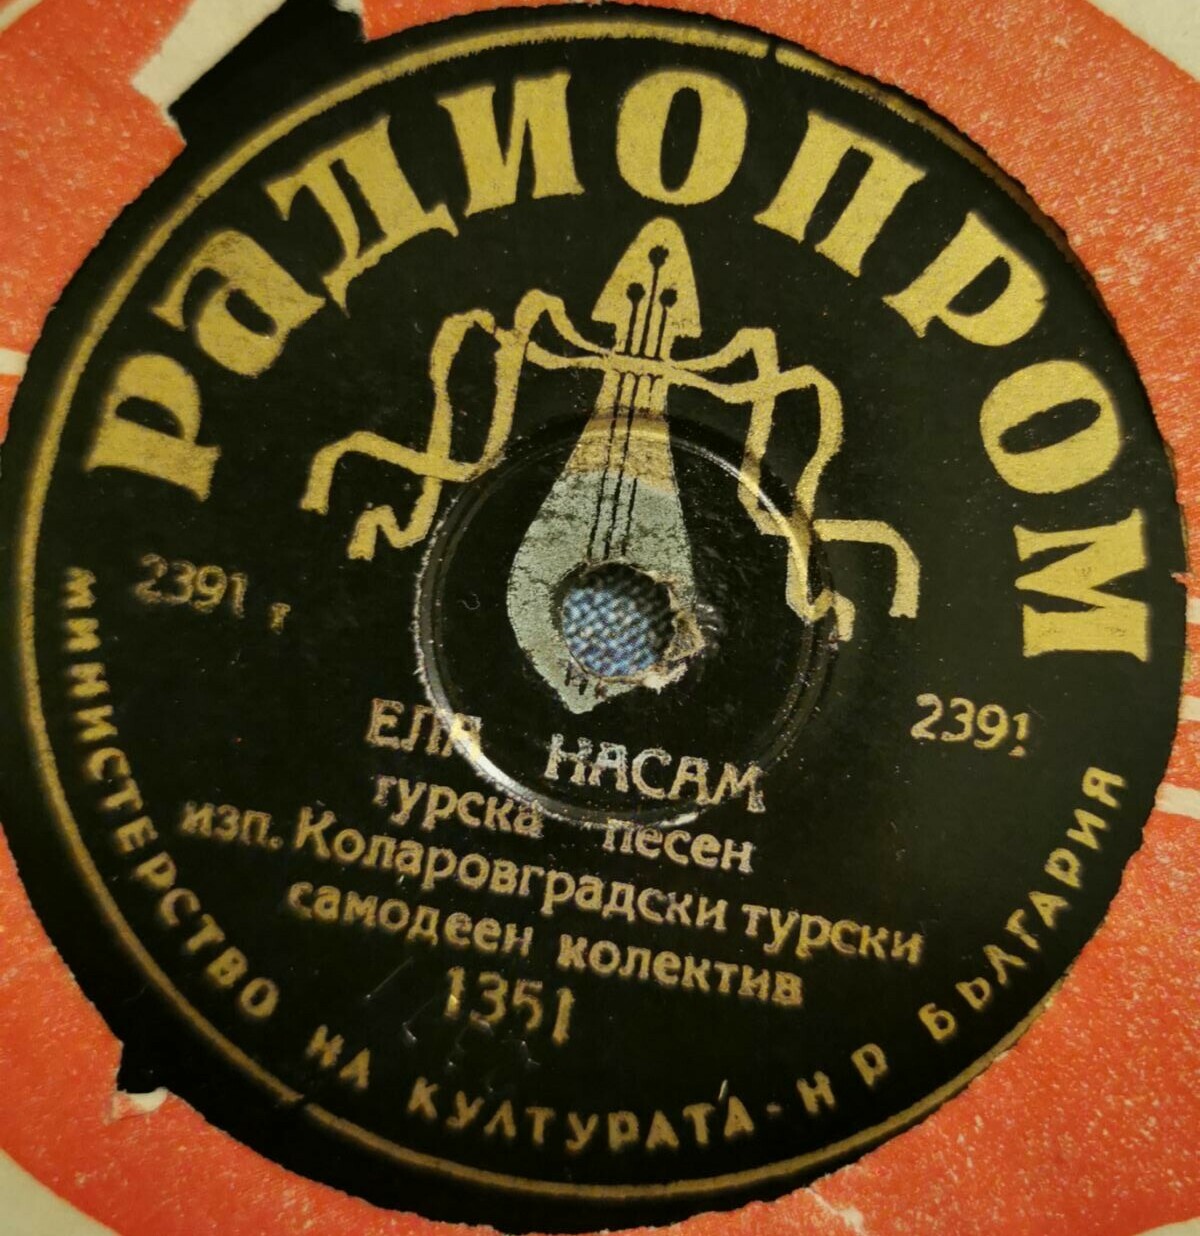 РАДИОПРОМ
2391
2391
ЕЛА НАСАМ
турска песен
изп. Коларовградски турски
самодеен колектив
1351
МИНИСТЕРСТВО НА КУЛТУРАТА - Н Р БЪЛГАРИЯ